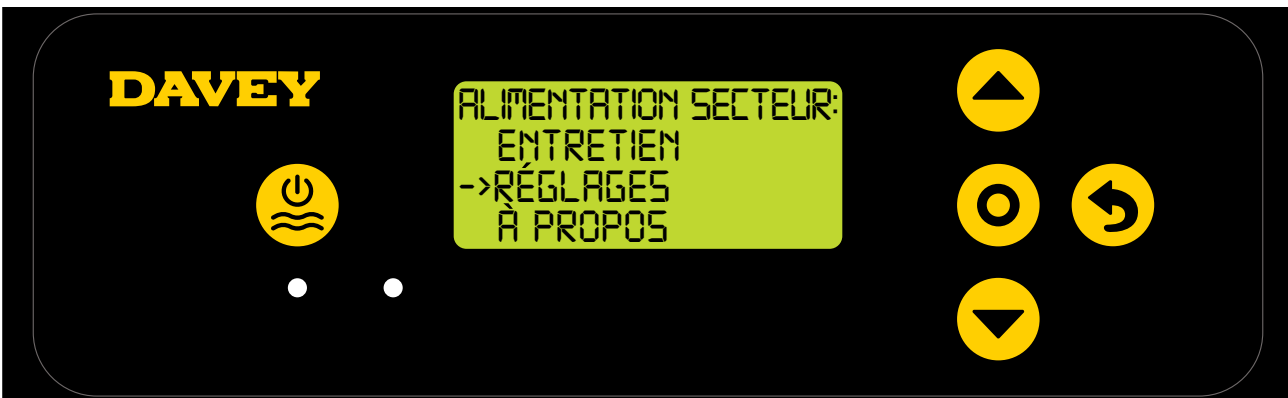 DAVEY
ALIMENTATION SECTEUR:
ENTRETIEN
->RÉGLAGES
À PROPOS